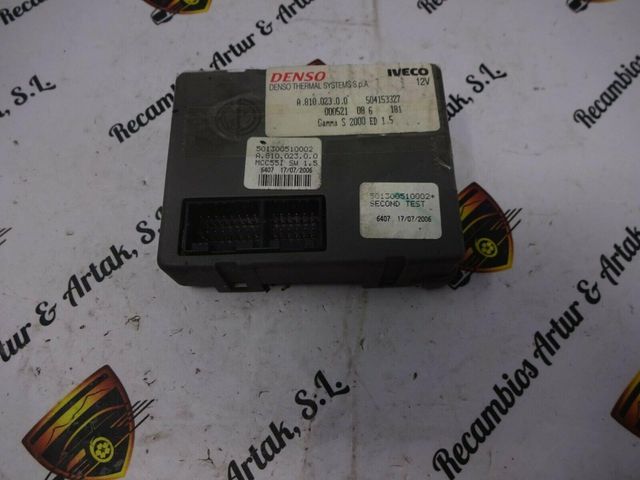 DENSO
DENSO THERMAL SYSTEMS S.p.A.
IVECO
12V
A.810.023.0.0 504153327
000521 08 6 181
Gamma S 2000 ED 1.5
501300510002
A.810.023.0.0
MCC55I SW 1.5
6407 17/07/2006
501300510002+
SECOND TEST
6407 17/07/2006
Recambios Artur & Artak, S.L.
Artur & Artak, S.L.
Recambios Artur & Artak, S.L.
Recambios Artur & Artak, S.L.